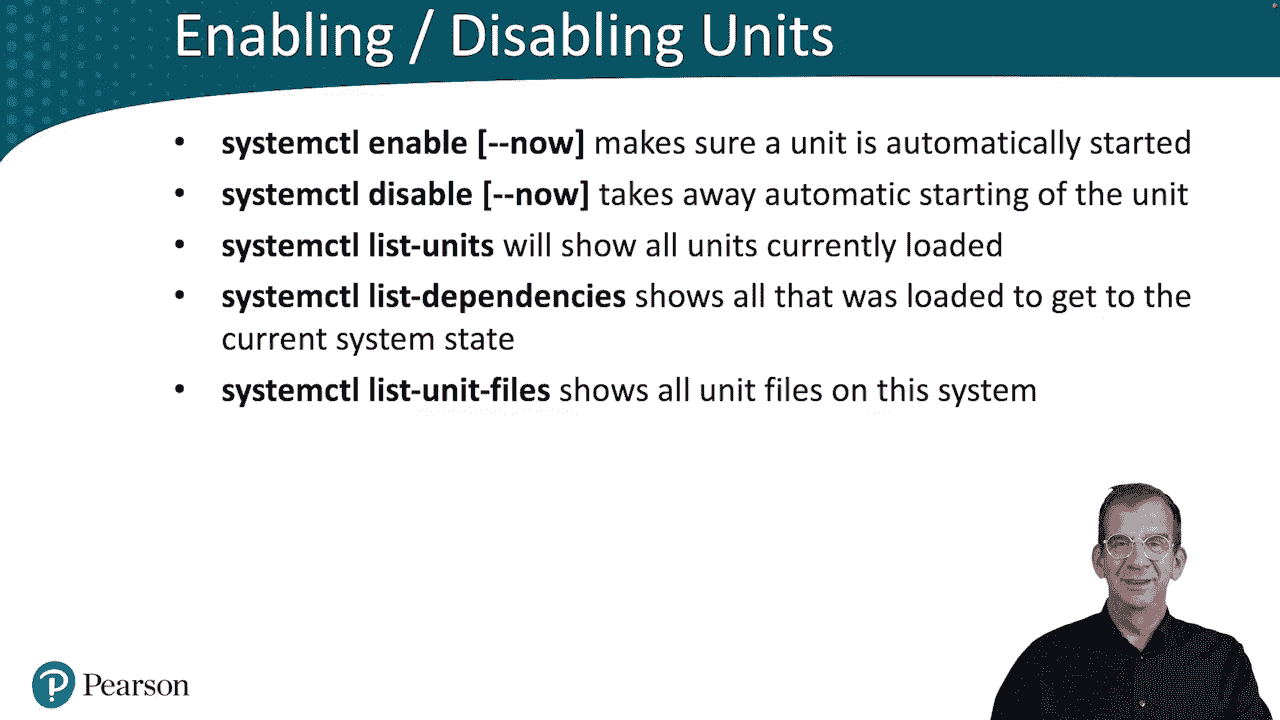 Enabling / Disabling Units
• systemctl enable [--now] makes sure a unit is automatically started
• systemctl disable [--now] takes away automatic starting of the unit
• systemctl list-units will show all units currently loaded
• systemctl list-dependencies shows all that was loaded to get to the
current system state
• systemctl list-unit-files shows all unit files on this system
Pearson